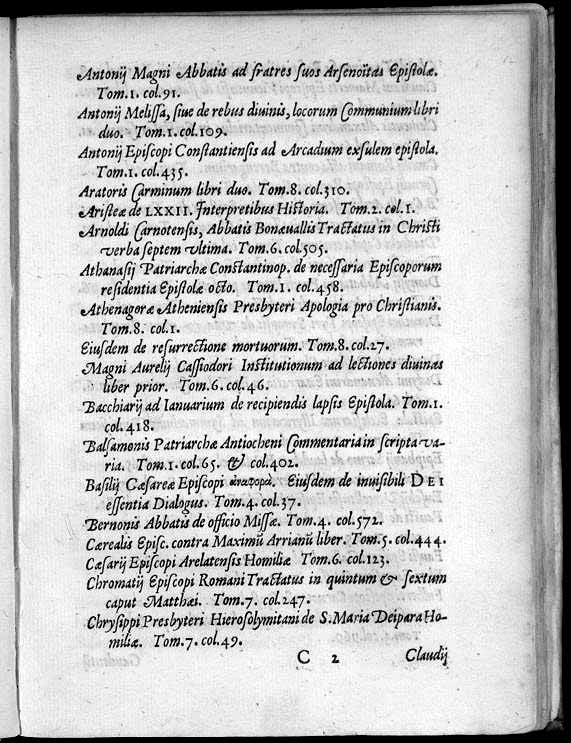 Antonij Magni Abbatis ad fratres suos Arsenoïtas Epistolæ.
Tom.1. col.91.
Antonij Melissa, siue de rebus diuinis, locorum Communium libri
duo. Tom.1. col.109.
Antonij Episcopi Constantiensis ad Arcadium exsulem epistola.
Tom.1. col.435.
Aratoris Carminum libri duo. Tom.8. col.310.
Aristeæ de LXXII. Interpretibus Historia. Tom.2. col.1.
Arnoldi Carnotensis, Abbatis Bonæuallis Tractatus in Christi
verba septem vltima. Tom.6. col.505.
Athanasij Patriarchæ Constantinop. de necessaria Episcoporum
residentia Epistolæ octo. Tom.1. col.458.
Athenagoræ Atheniensis Presbyteri Apologia pro Christianis.
Tom.8. col.1.
Eiusdem de resurrectione mortuorum. Tom.8. col.27.
Magni Aurelij Cassiodori Institutionum ad lectiones diuinas
liber prior. Tom.6. col.46.
Bacchiarij ad Ianuarium de recipiendis lapsis Epistola. Tom.1.
col.418.
Balsamonis Patriarchæ Antiocheni Commentaria in scripta va-
ria. Tom.1. col.65. & col.402.
Basilij Cæsareæ Episcopi ἀναφορὰ. Eiusdem de inuisibili DEI
essentia Dialogus. Tom.4. col.37.
Bernonis Abbatis de officio Missæ. Tom.4. col.572.
Cærealis Episc. contra Maximū Arrianū liber. Tom.5. col.444.
Cæsarij Episcopi Arelatensis Homiliæ Tom.6. col.123.
Chromatij Episcopi Romani Tractatus in quintum & sextum
caput Matthæi. Tom.7. col.247.
Chrysippi Presbyteri Hierosolymitani de S. Maria Deipara Ho-
miliæ. Tom.7. col.49.
C 2 Claudij